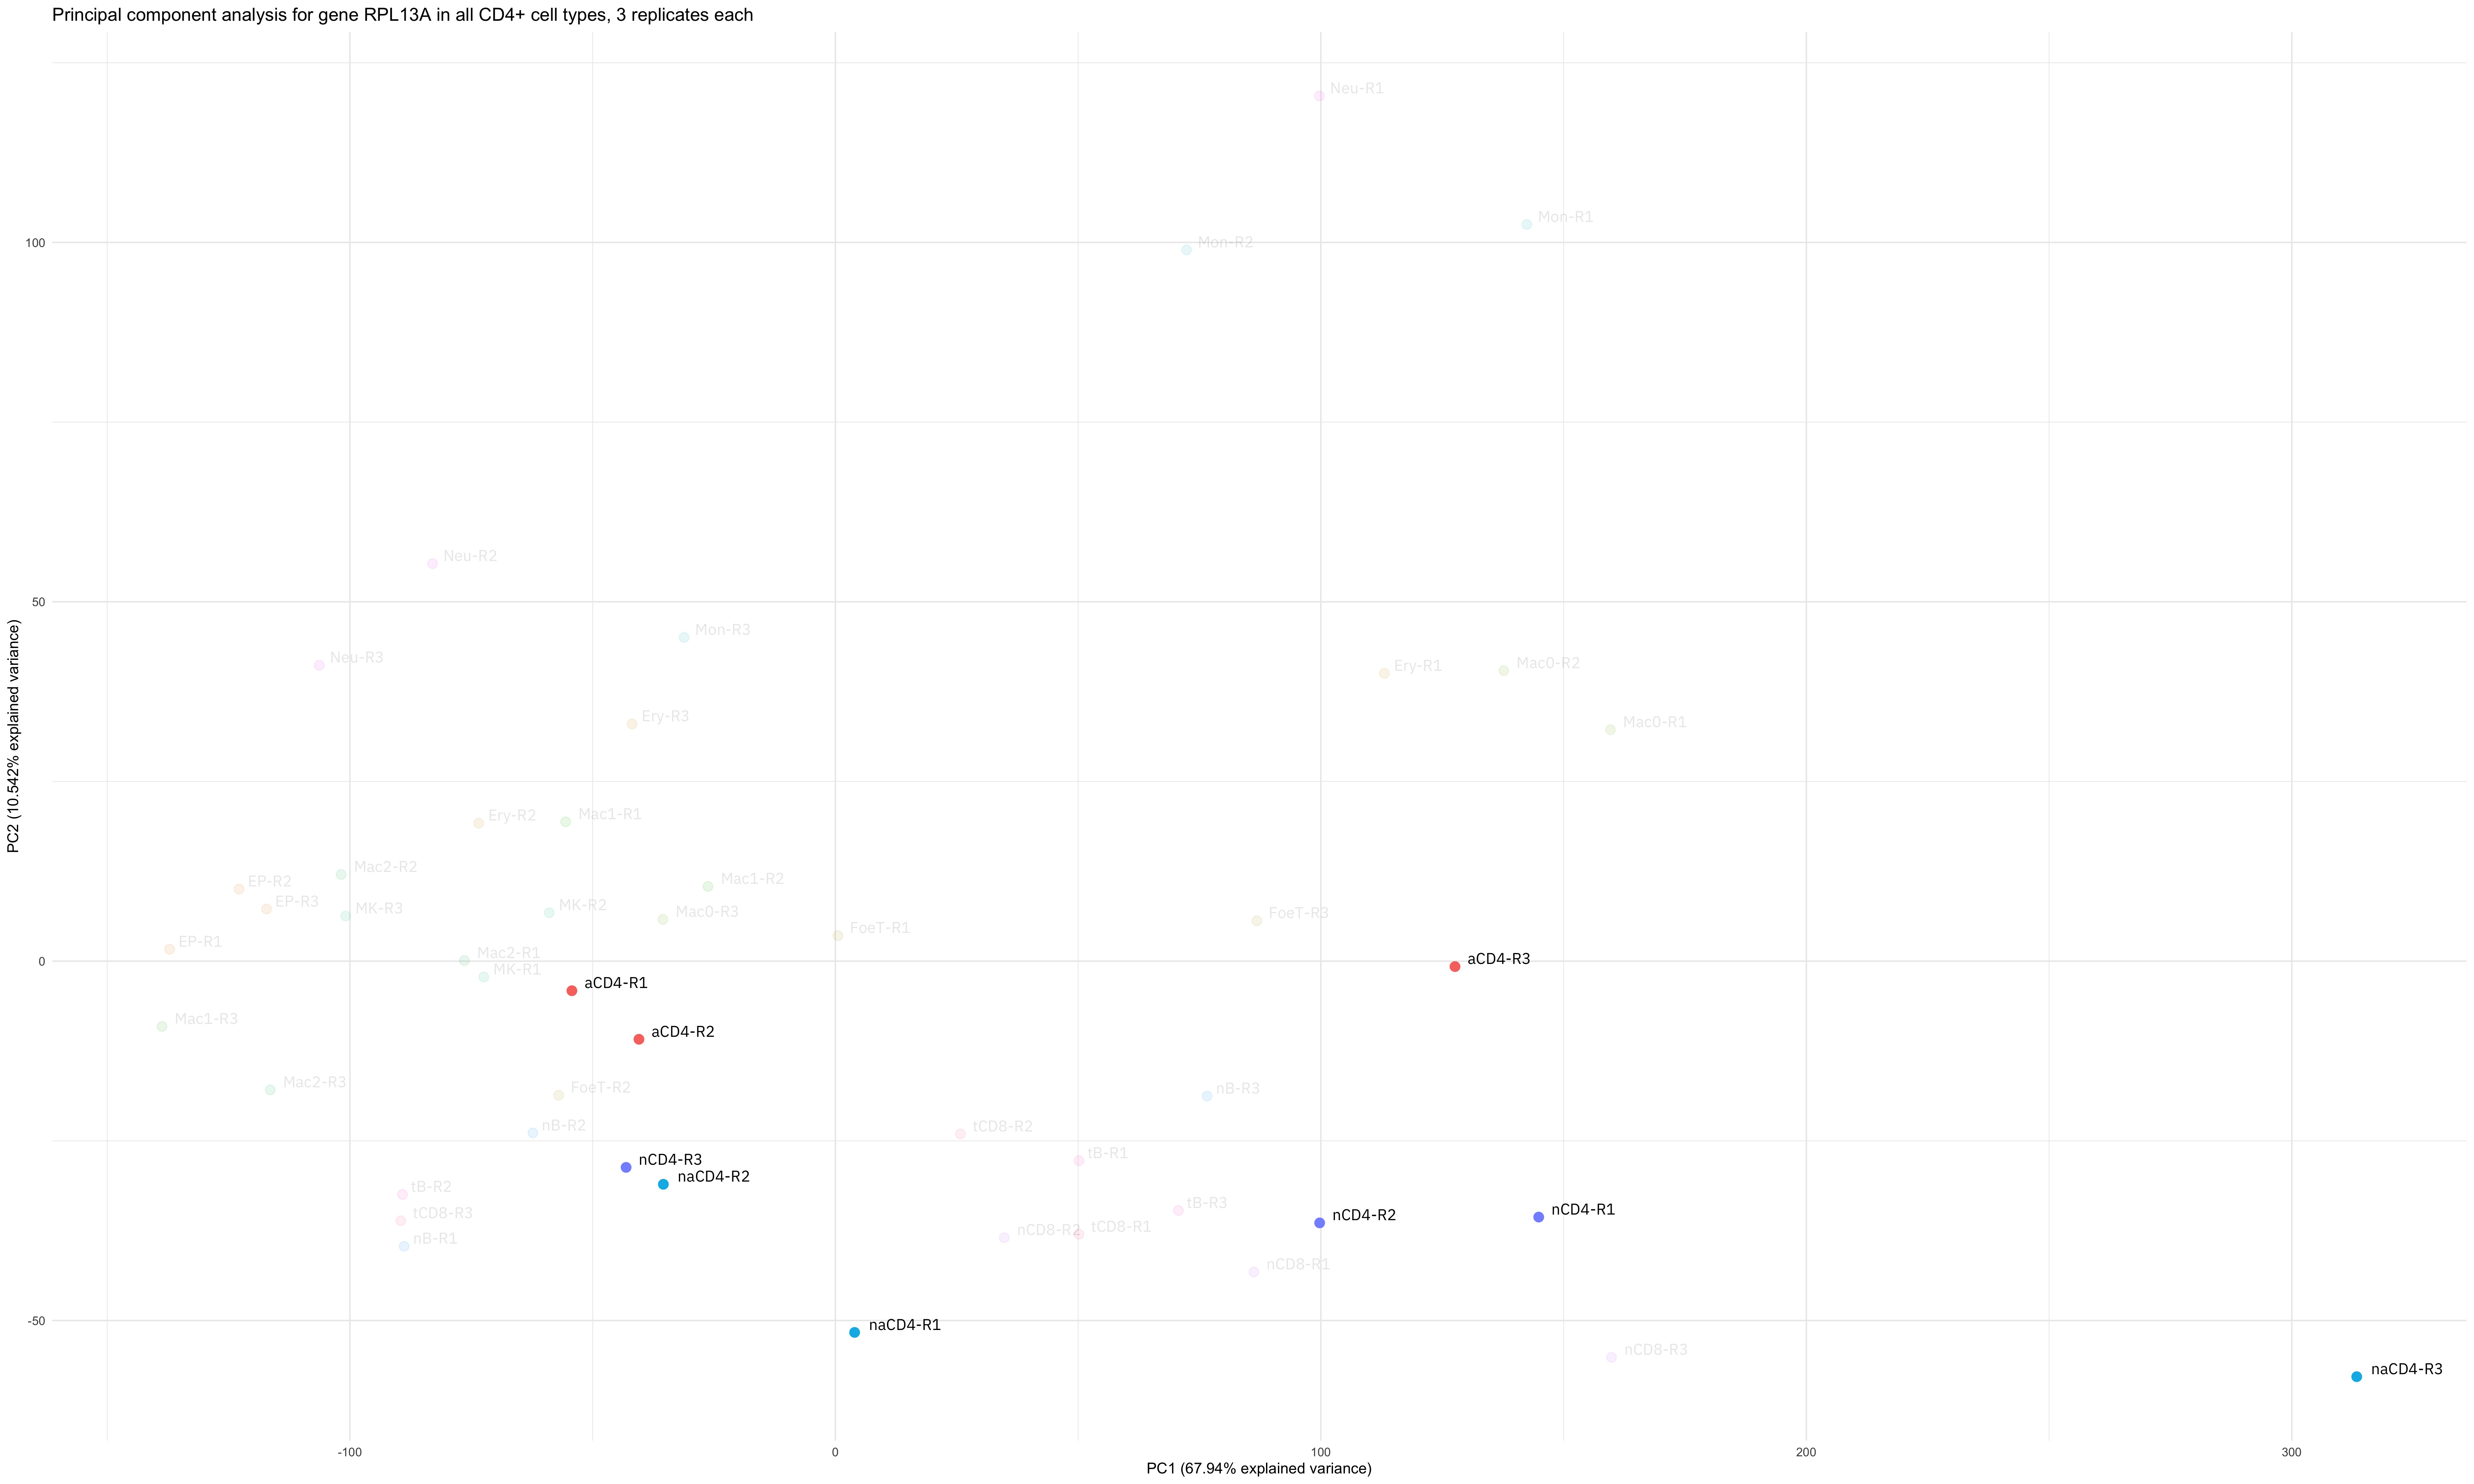 Principal component analysis for gene RPL13A in all CD4+ cell types, 3 replicates each
Neu-R1
Mon-R1
Mon-R2
100
Neu-R2
50
Mon-R3
Neu-R3
Ery-R1
Mac0-R2
Ery-R3
Mac0-R1
Ery-R2
Mac1-R1
Mac2-R2
EP-R2
Mac1-R2
EP-R3
MK-R3
MK-R2
Mac0-R3
FoeT-R3
FoeT-R1
EP-R1
Mac2-R1
aCD4-R3
0
MK-R1
aCD4-R1
Mac1-R3
aCD4-R2
Mac2-R3
FoeT-R2
nB-R3
nB-R2
tCD8-R2
tB-R1
nCD4-R3
naCD4-R2
tB-R2
tB-R3
nCD4-R1
tCD8-R3
nCD4-R2
tCD8-R1
nCD8-R2
nB-R1
nCD8-R1
-50
naCD4-R1
nCD8-R3
naCD4-R3
PC2 (10.542% explained variance)
-100
0
100
200
300
PC1 (67.94% explained variance)